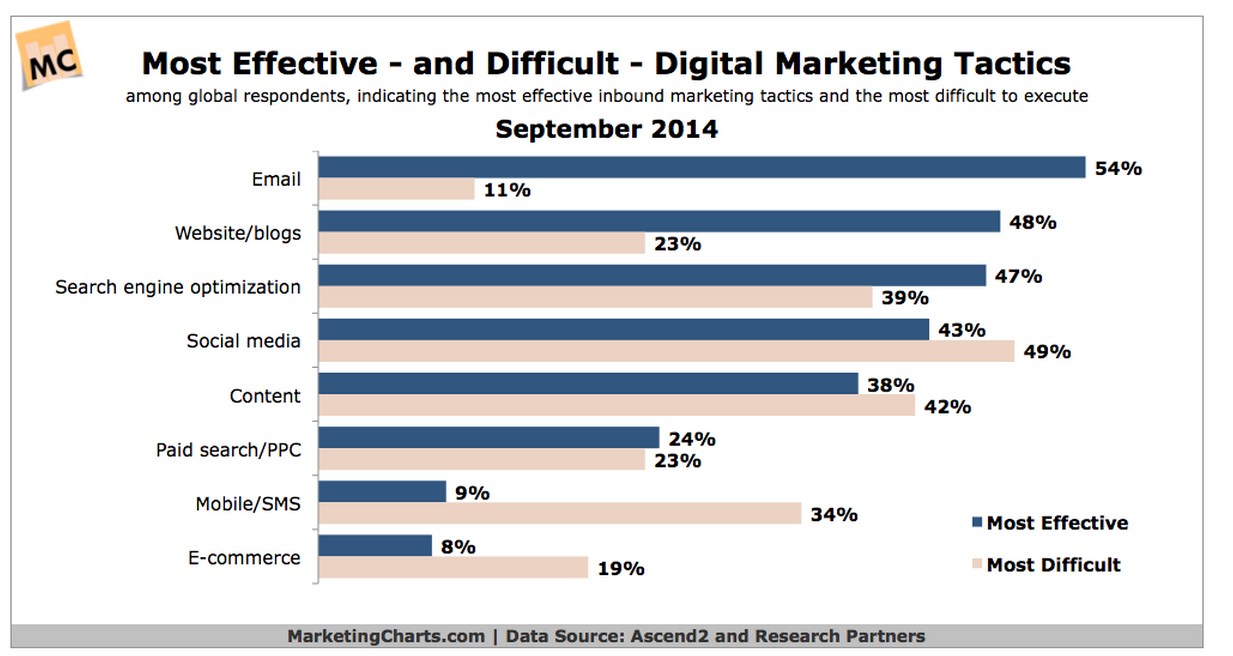 MC
Most Effective - and Difficult - Digital Marketing Tactics
among global respondents, indicating the most effective inbound marketing tactics and the most difficult to execute
September 2014
Email
54%
11%
Website/blogs
48%
23%
Search engine optimization
47%
39%
Social media
43%
49%
Content
38%
42%
Paid search/PPC
24%
23%
Mobile/SMS
9%
34%
E-commerce
8%
19%
Most Effective
Most Difficult
MarketingCharts.com | Data Source: Ascend2 and Research Partners